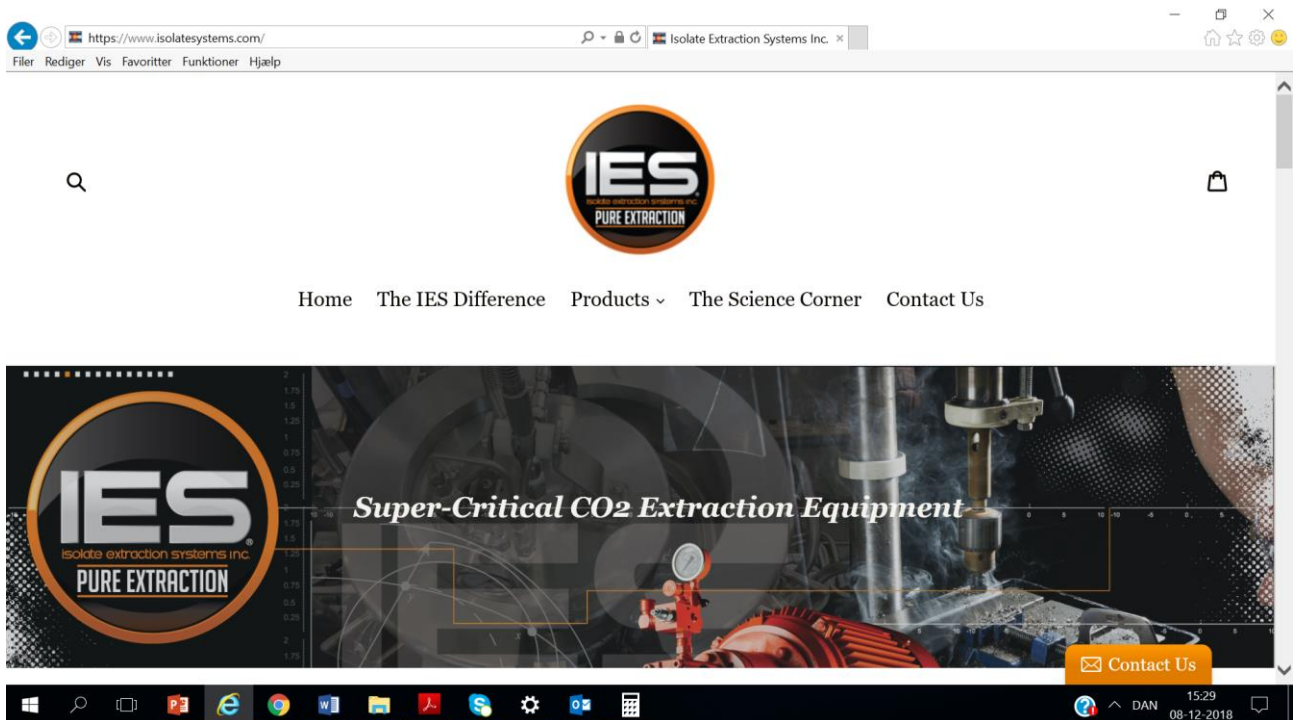 https://www.isolatesystems.com/
Isolate Extraction Systems Inc.
Filer Rediger Vis Favoritter Funktioner Hjælp
IES
isolate extraction systems inc.
PURE EXTRACTION
Home The IES Difference Products The Science Corner Contact Us
Super-Critical CO2 Extraction Equipment
IES
isolate extraction systems inc.
PURE EXTRACTION
Contact Us
DAN
15:29
08-12-2018